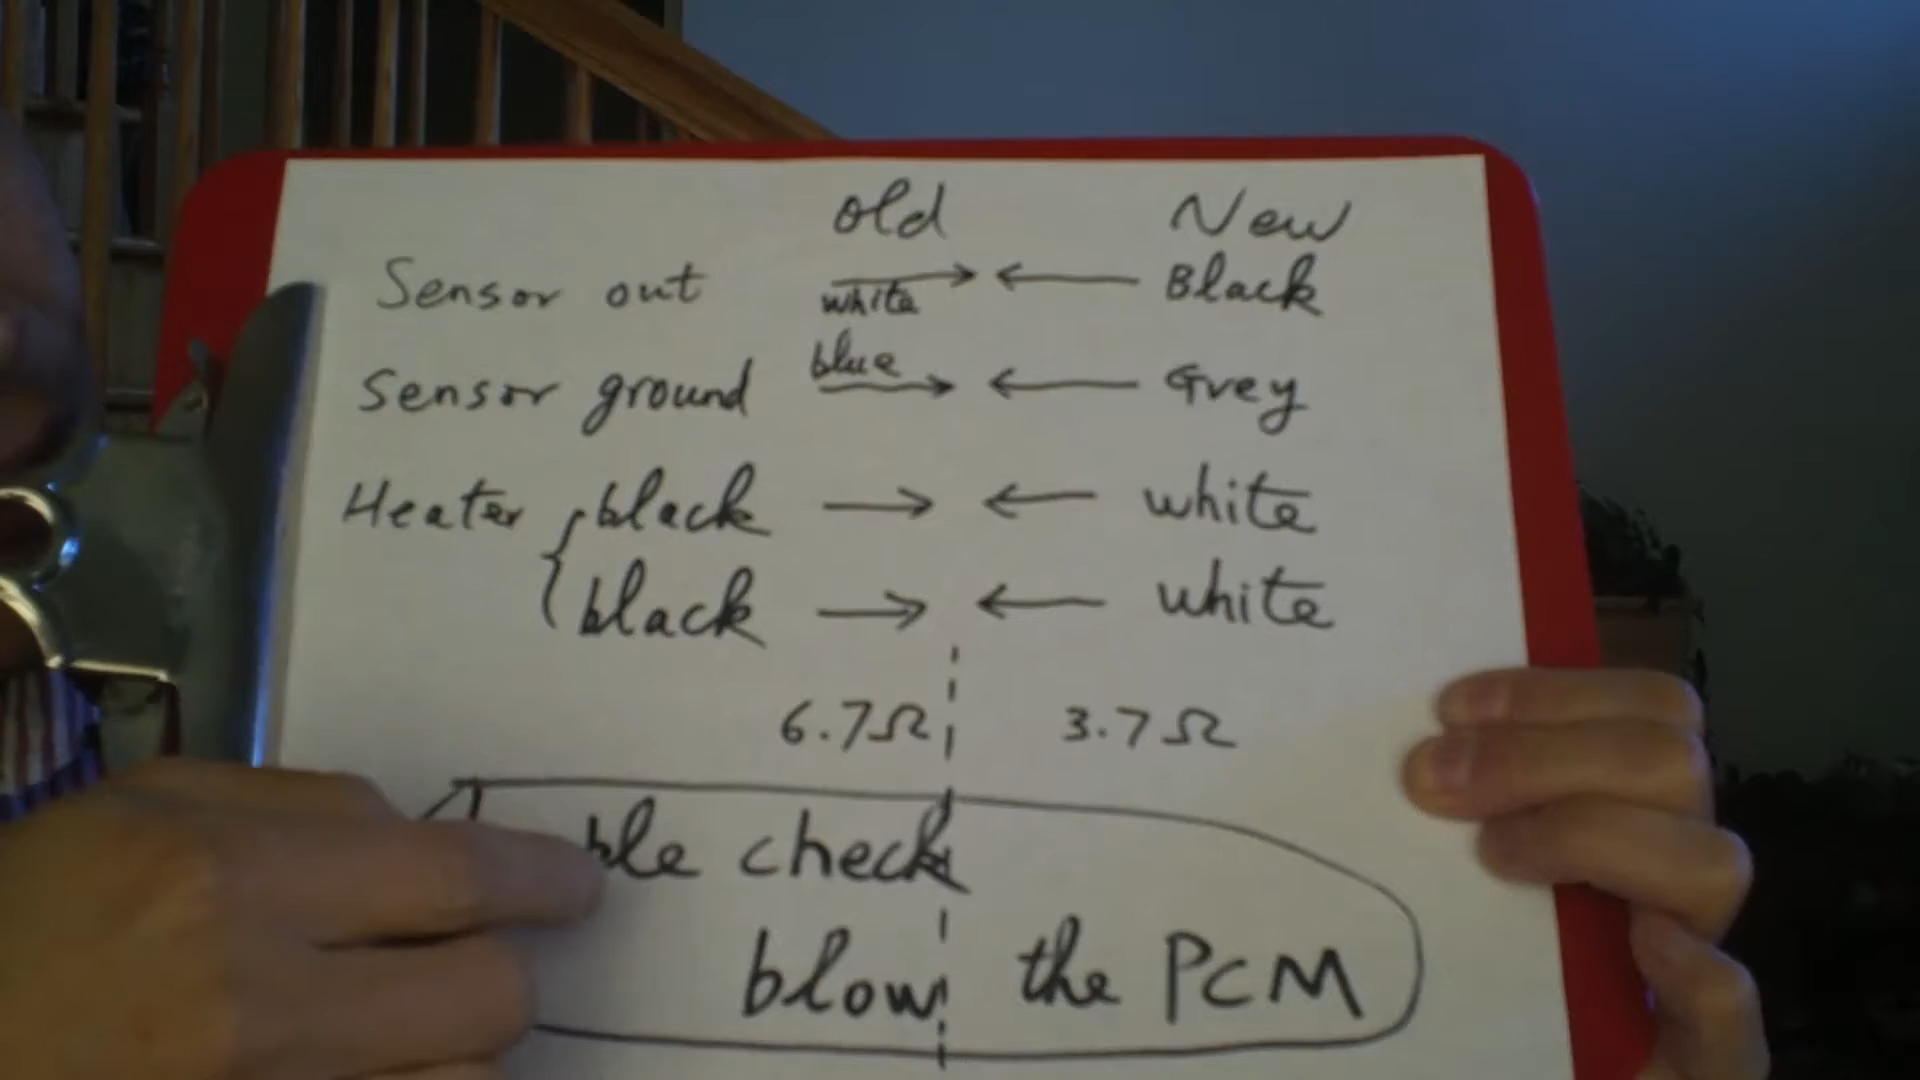 old New
Sensor out white Black
Sensor ground blue Grey
Heater black white
black white
6.7Ω 3.7Ω
check
blow the PCM